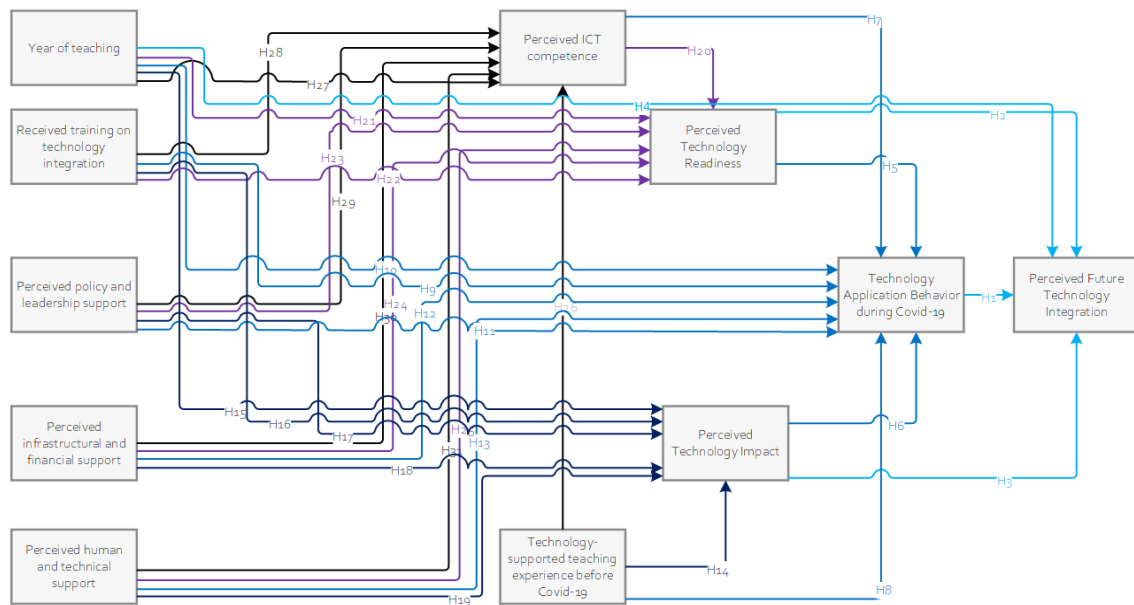 Year of teaching
Perceived ICT
competence
H7
H28
H20
H27
H4
H2
Received training on
technology
integration
H21
Perceived
Technology
Readiness
H23
H22
H5
H29
Perceived policy and
leadership support
H10
H9
H24
H12
H30
H26
H11
Technology
Application Behavior
during Covid-19
H1
Perceived Future
Technology
Integration
Perceived
infrastructural and
financial support
H15
H16
H17
H25
H13
H31
H18
Perceived
Technology Impact
H6
H3
Perceived human
and technical
support
H19
Technology-
supported teaching
experience before
Covid-19
H14
H8